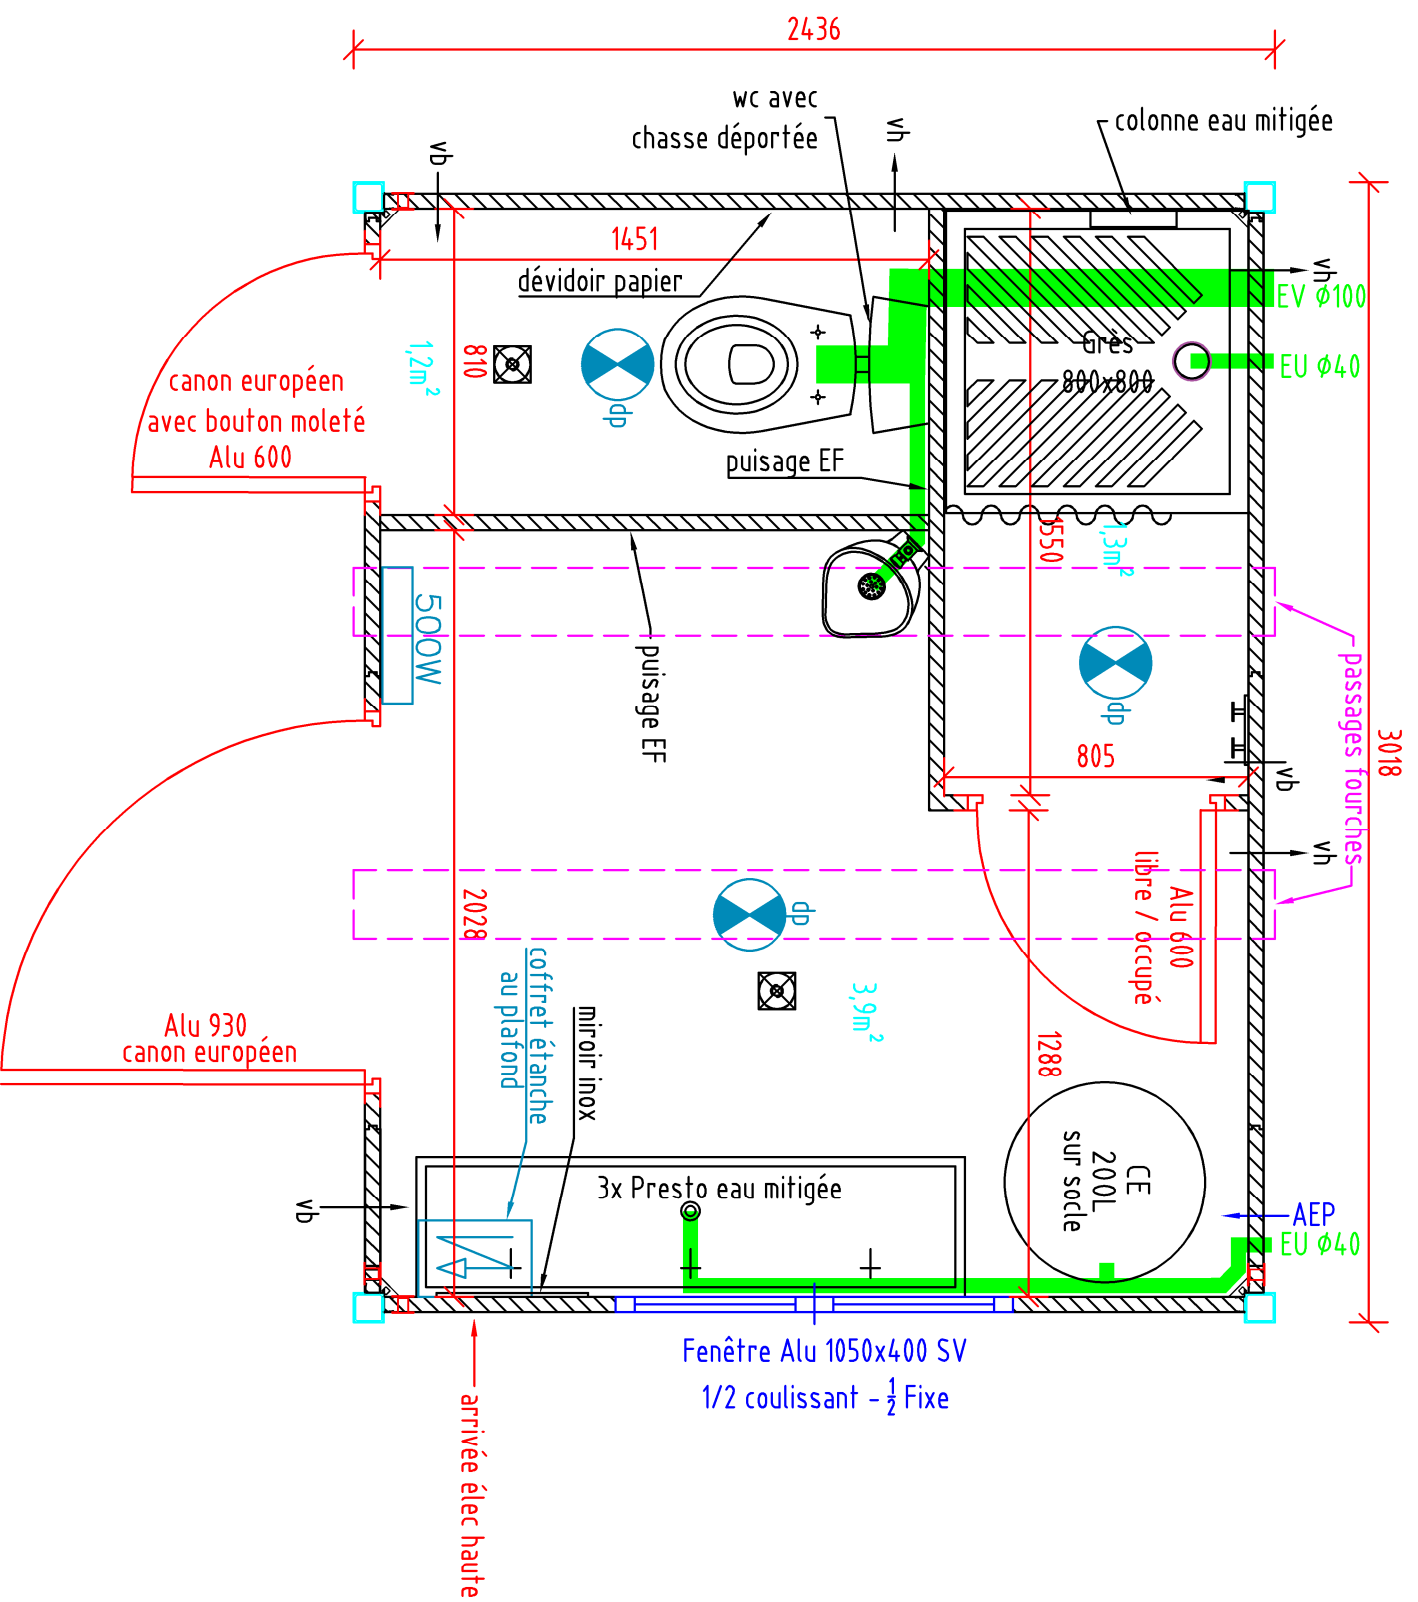 2436
wc avec
chasse déportée
vh
colonne eau mitigée
vb
1451
dévidoir papier
vh
EV Ø100
EU Ø40
Grès
800x800
810
1,2m²
dp
canon européen
avec bouton moleté
Alu 600
puisage EF
1550
1,3m²
500W
puisage EF
dp
passages fourches
3018
805
vb
vh
Alu 600
libre / occupé
2028
dp
3,9m²
coffret étanche
au plafond
miroir inox
1288
Alu 930
canon européen
3x Presto eau mitigée
CE
200L
sur socle
vb
AEP
EU Ø40
Fenêtre Alu 1050x400 SV
1/2 coulissant - ½ Fixe
arrivée élec haute